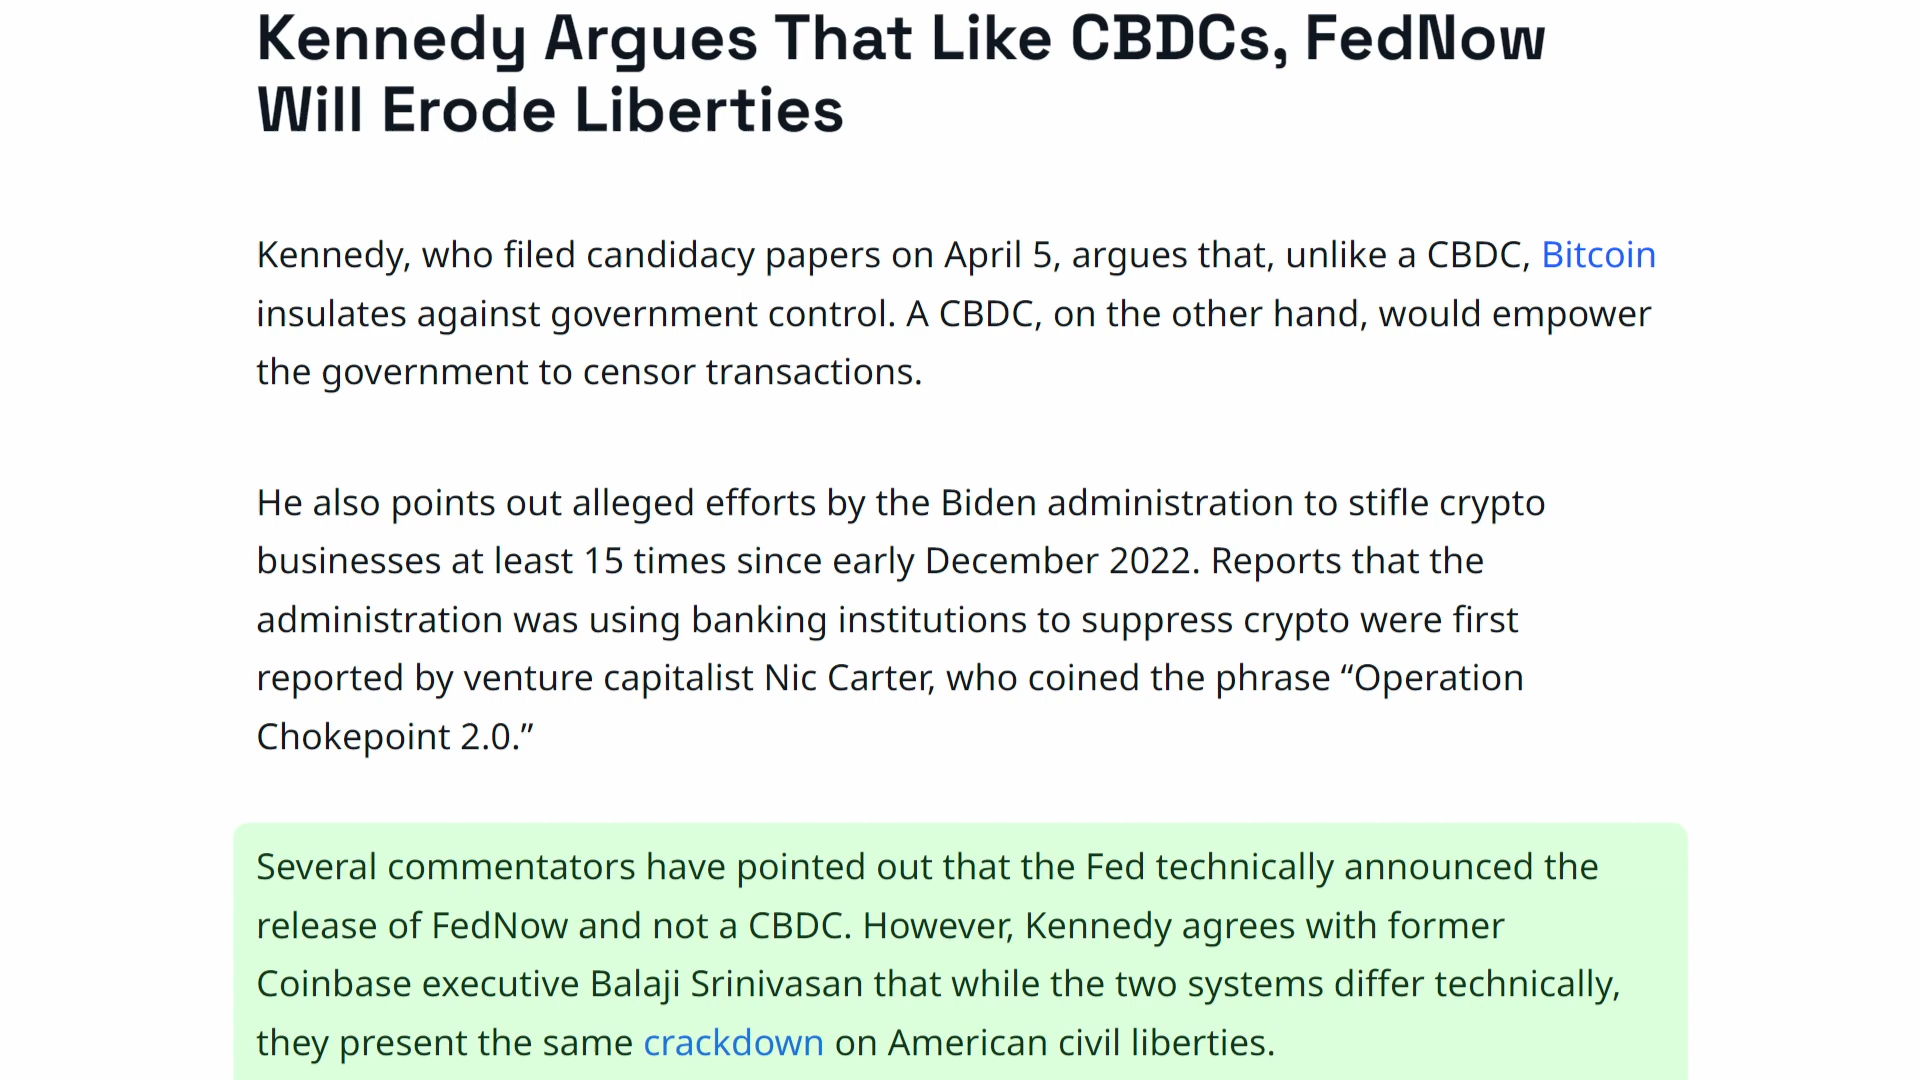 Kennedy Argues That Like CBDCs, FedNow
Will Erode Liberties
Kennedy, who filed candidacy papers on April 5, argues that, unlike a CBDC, Bitcoin
insulates against government control. A CBDC, on the other hand, would empower
the government to censor transactions.
He also points out alleged efforts by the Biden administration to stifle crypto
businesses at least 15 times since early December 2022. Reports that the
administration was using banking institutions to suppress crypto were first
reported by venture capitalist Nic Carter, who coined the phrase “Operation
Chokepoint 2.0.”
Several commentators have pointed out that the Fed technically announced the
release of FedNow and not a CBDC. However, Kennedy agrees with former
Coinbase executive Balaji Srinivasan that while the two systems differ technically,
they present the same crackdown on American civil liberties.